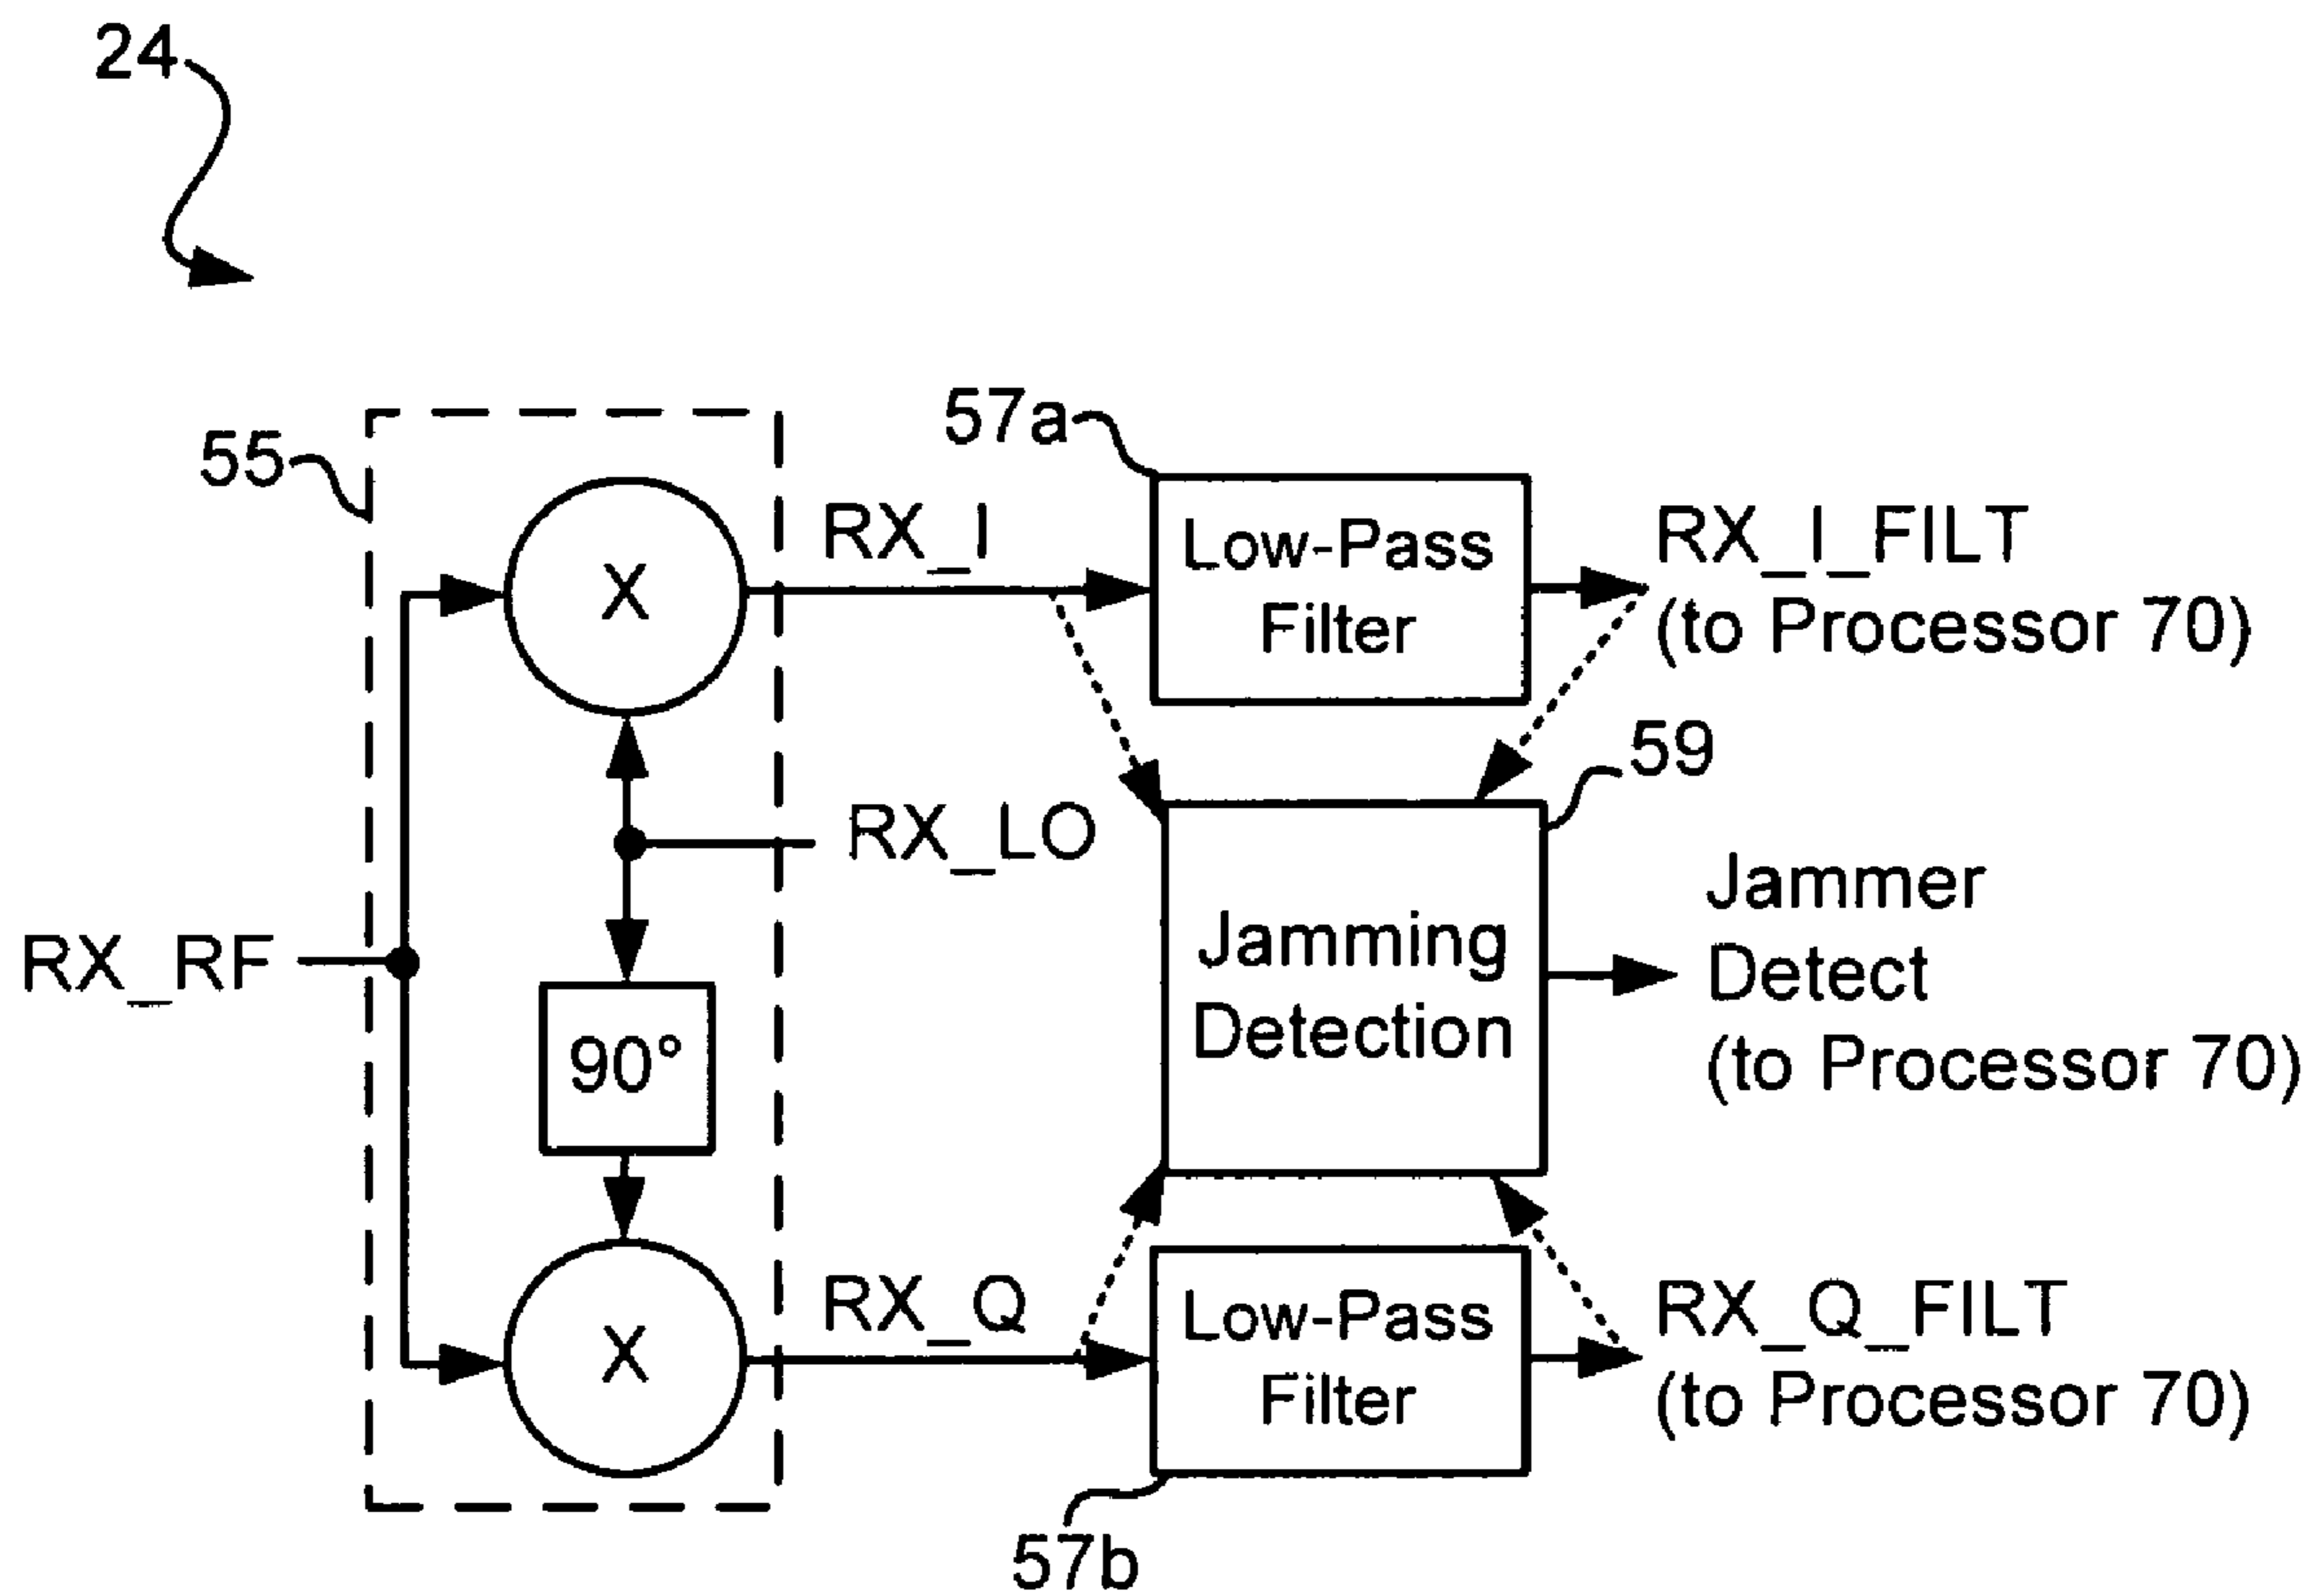 24
57a
55
RX_I
Low-Pass
Filter
RX_I_FILT
(to Processor 70)
X
59
RX_LO
Jammer
Detect
(to Processor 70)
Jamming
Detection
RX_RF
90°
RX_Q
Low-Pass
Filter
RX_Q_FILT
(to Processor 70)
X
57b